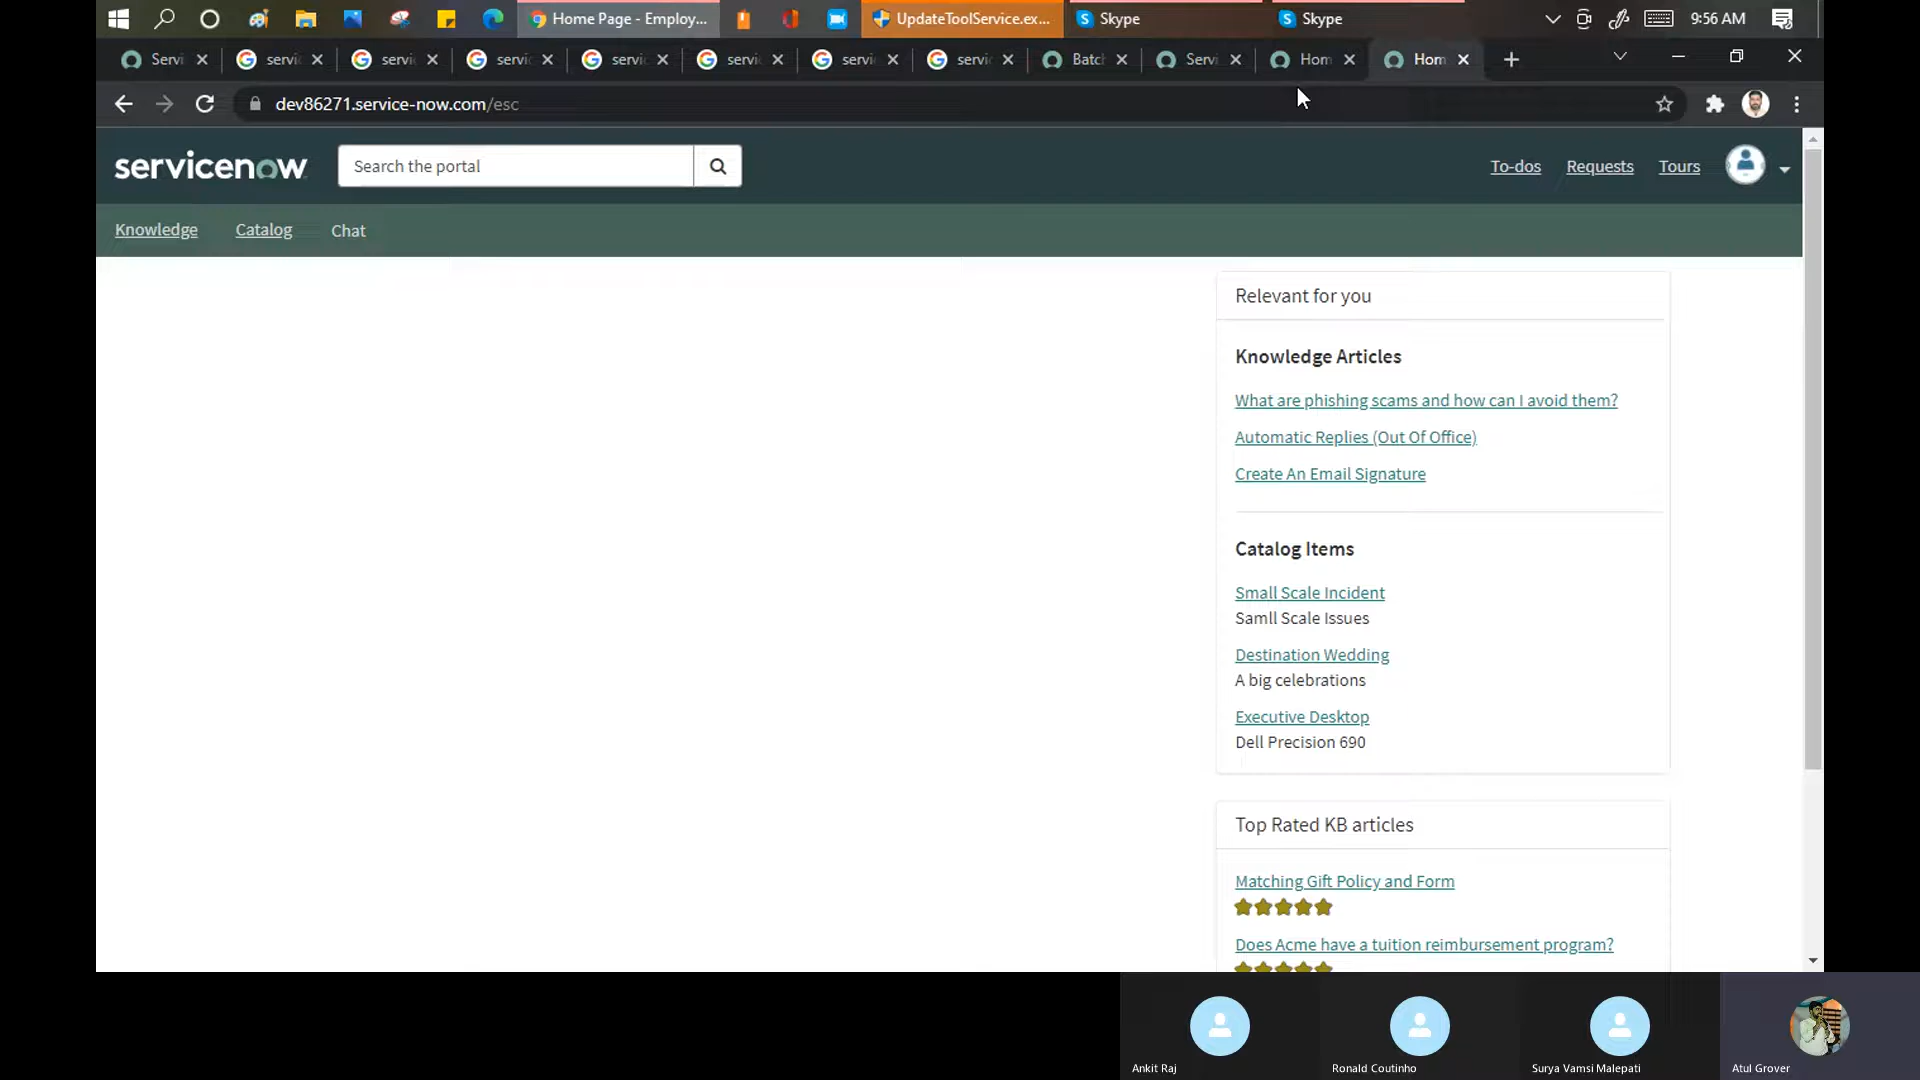 Home Page - Employ...
UpdateToolService.ex...
Skype
Skype
9:56 AM
Servi
servi
servi
servi
servi
servi
servi
servi
Batch
Servi
Hom
Hom
dev86271.service-now.com/esc
servicenow
Search the portal
To-dos
Requests
Tours
Knowledge
Catalog
Chat
Relevant for you
Knowledge Articles
What are phishing scams and how can I avoid them?
Automatic Replies (Out Of Office)
Create An Email Signature
Catalog Items
Small Scale Incident
Samll Scale Issues
Destination Wedding
A big celebrations
Executive Desktop
Dell Precision 690
Top Rated KB articles
Matching Gift Policy and Form
Does Acme have a tuition reimbursement program?
Ankit Raj
Ronald Coutinho
Surya Vamsi Malepati
Atul Grover